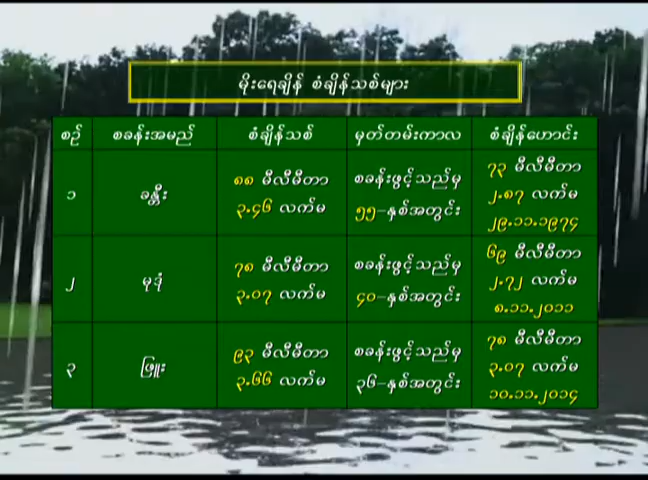 မိုးရေချိန် စံချိန်သစ်များ
စဉ် စခန်းအမည် စံချိန်သစ် မှတ်တမ်းကာလ စံချိန်ဟောင်း
၁ ခန္တီး ၈၈ မီလီမီတာ ၃.၄၆ လက်မ စခန်းဖွင့်သည်မှ ၅၅-နှစ်အတွင်း ၇၃ မီလီမီတာ ၂.၈၇ လက်မ ၂၉.၁၁.၁၉၇၄
၂ မုဒုံ ၇၈ မီလီမီတာ ၃.၀၇ လက်မ စခန်းဖွင့်သည်မှ ၄၀-နှစ်အတွင်း ၆၉ မီလီမီတာ ၂.၇၂ လက်မ ၈.၁၁.၂၀၁၁
၃ ဖြူး ၉၃ မီလီမီတာ ၃.၆၆ လက်မ စခန်းဖွင့်သည်မှ ၃၆-နှစ်အတွင်း ၇၈ မီလီမီတာ ၃.၀၇ လက်မ ၁၀.၁၁.၂၀၁၄